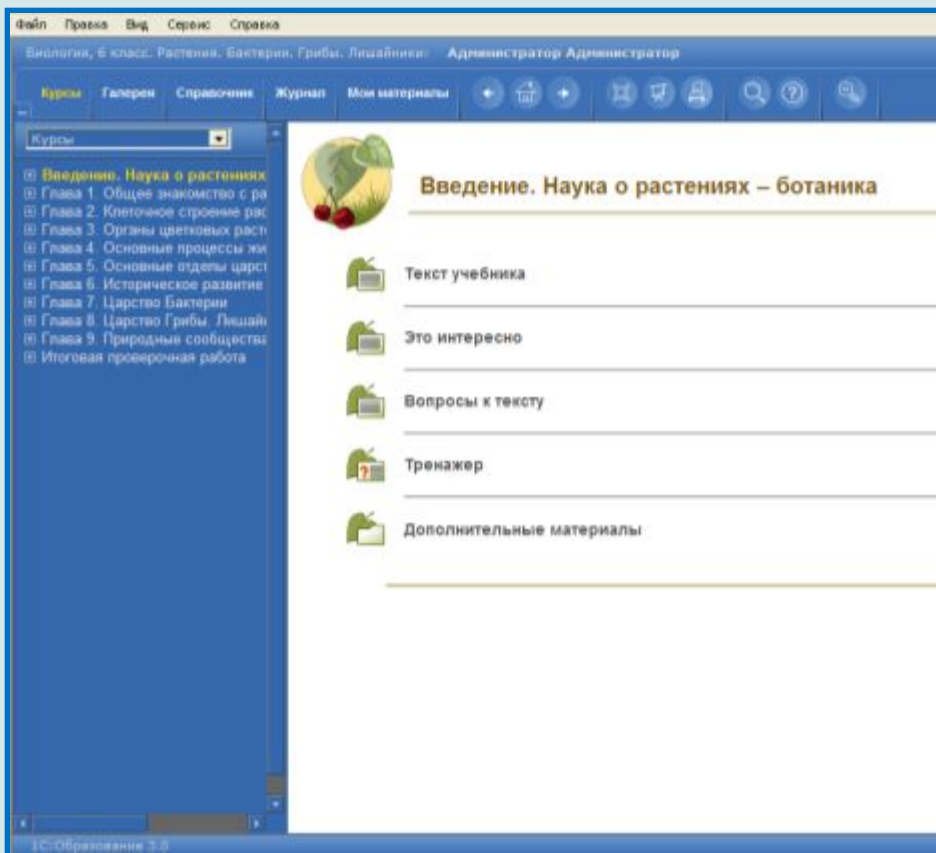 Файл Правка Вид Сервис Справка
Биология, 6 класс. Растения. Бактерии. Грибы. Лишайники: Администратор Администратор
Курсы Галерея Справочник Журнал Мои материалы
Курсы
Введение. Наука о растениях
Глава 1. Общее знакомство с ра
Глава 2. Клеточное строение рас
Глава 3. Органы цветковых раст
Глава 4. Основные процессы жи
Глава 5. Основные отделы царст
Глава 6. Историческое развитие
Глава 7. Царство Бактерии
Глава 8. Царство Грибы. Лишайн
Глава 9. Природные сообщества
Итоговая проверочная работа
Введение. Наука о растениях – ботаника
Текст учебника
Это интересно
Вопросы к тексту
Тренажер
Дополнительные материалы
1С:Образование 3.0